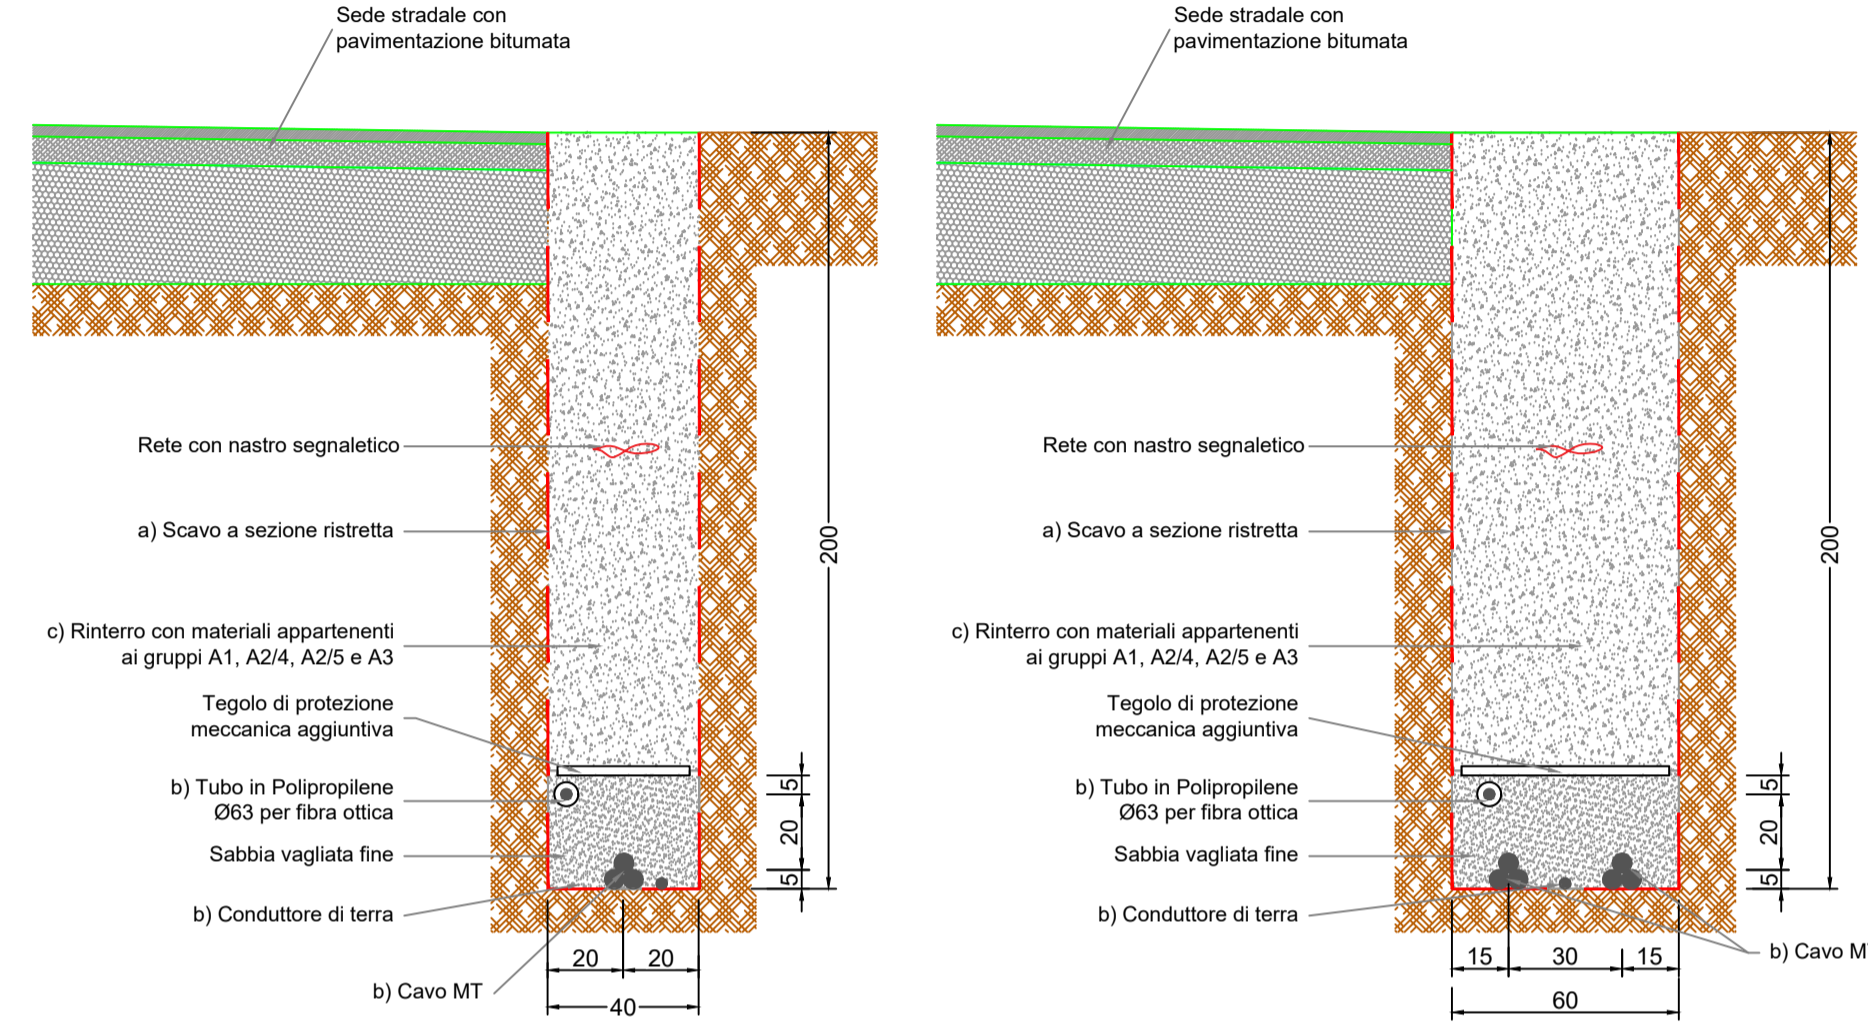 Sede stradale con
pavimentazione bitumata
Rete con nastro segnaletico
a) Scavo a sezione ristretta
c) Rinterro con materiali appartenenti
ai gruppi A1, A2/4, A2/5 e A3
Tegolo di protezione
meccanica aggiuntiva
b) Tubo in Polipropilene
Ø63 per fibra ottica
Sabbia vagliata fine
b) Conduttore di terra
b) Cavo MT
200
5
20
5
20
20
40
Sede stradale con
pavimentazione bitumata
Rete con nastro segnaletico
a) Scavo a sezione ristretta
c) Rinterro con materiali appartenenti
ai gruppi A1, A2/4, A2/5 e A3
Tegolo di protezione
meccanica aggiuntiva
b) Tubo in Polipropilene
Ø63 per fibra ottica
Sabbia vagliata fine
b) Conduttore di terra
b) Cavo M
200
5
20
5
15
30
15
60